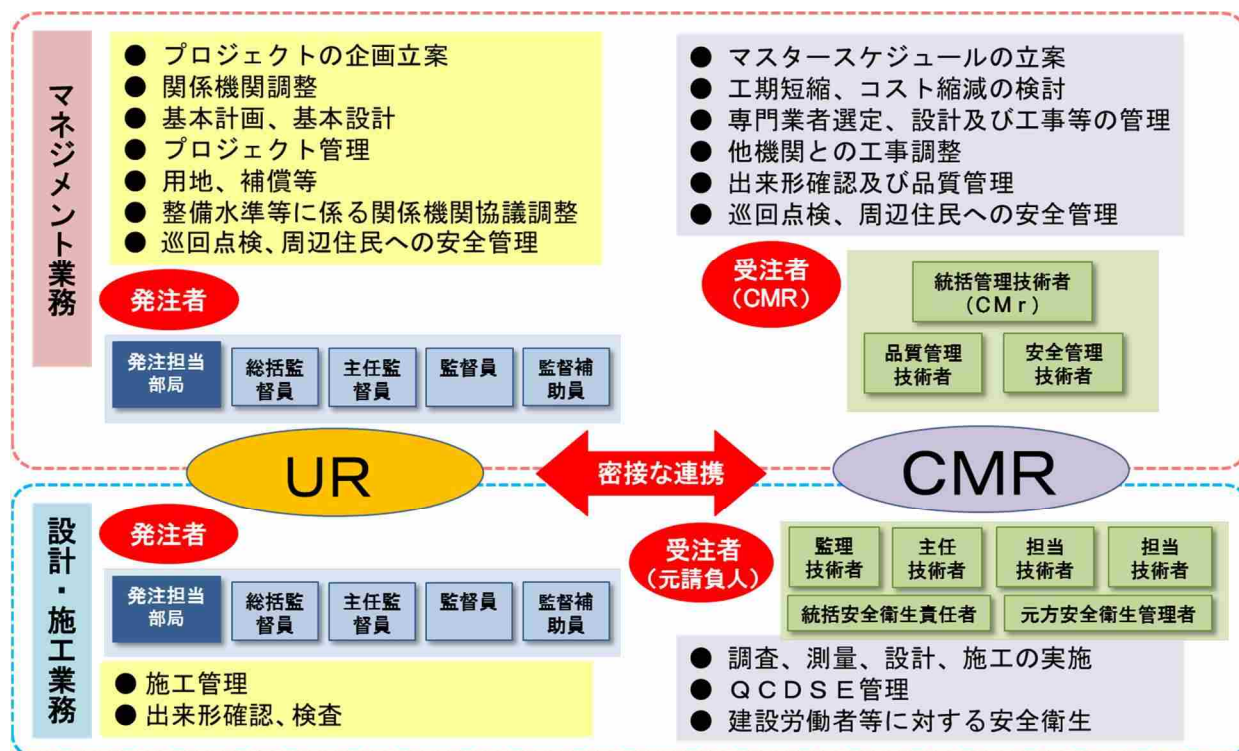 マネジメント業務
● プロジェクトの企画立案
● 関係機関調整
● 基本計画、基本設計
● プロジェクト管理
● 用地、補償等
● 整備水準等に係る関係機関協議調整
● 巡回点検、周辺住民への安全管理
● マスタースケジュールの立案
● 工期短縮、コスト縮減の検討
● 専門業者選定、設計及び工事等の管理
● 他機関との工事調整
● 出来形確認及び品質管理
● 巡回点検、周辺住民への安全管理
発注者
発注担当
部局
総括監
督員
主任監
督員
監督員
監督補
助員
受注者
(CMR)
統括管理技術者
(CMr)
品質管理
技術者
安全管理
技術者
UR
密接な連携
CMR
設計・施工業務
発注者
発注担当
部局
総括監
督員
主任監
督員
監督員
監督補
助員
● 施工管理
● 出来形確認、検査
受注者
(元請負人)
監理
技術者
主任
技術者
担当
技術者
担当
技術者
統括安全衛生責任者
元方安全衛生管理者
● 調査、測量、設計、施工の実施
● QCDSE管理
● 建設労働者等に対する安全衛生